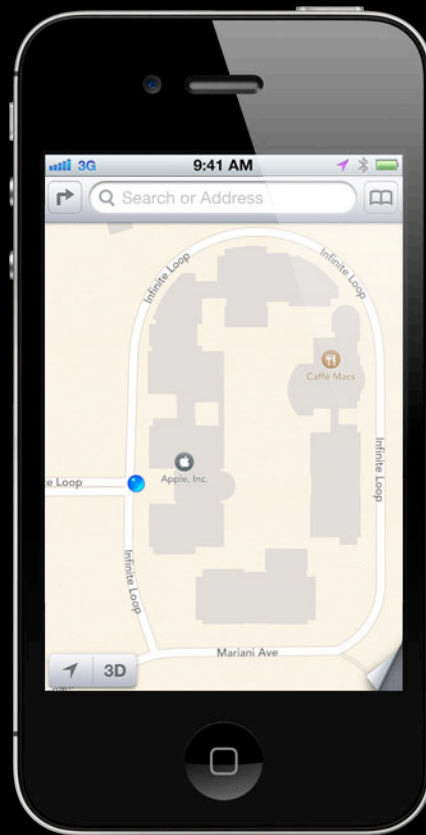 3G 9:41 AM
Search or Address
Infinite Loop
Infinite Loop
Caffè Macs
Apple, Inc.
te Loop
Infinite Loop
Infinite Loop
Mariani Ave
3D